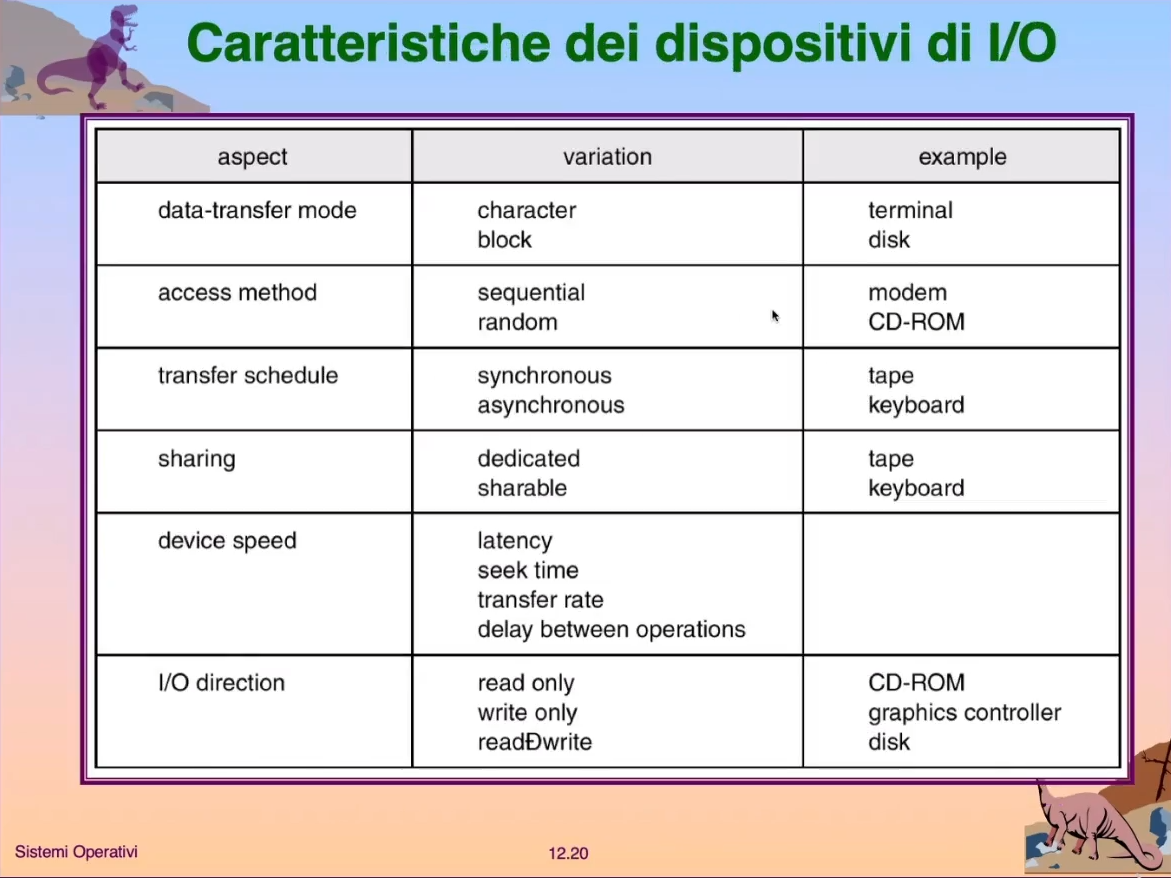 Caratteristiche dei dispositivi di I/O
aspect variation example
data-transfer mode character terminal
block disk
access method sequential modem
random CD-ROM
transfer schedule synchronous tape
asynchronous keyboard
sharing dedicated tape
sharable keyboard
device speed latency
seek time
transfer rate
delay between operations
I/O direction read only CD-ROM
write only graphics controller
readÐwrite disk
Sistemi Operativi 12.20